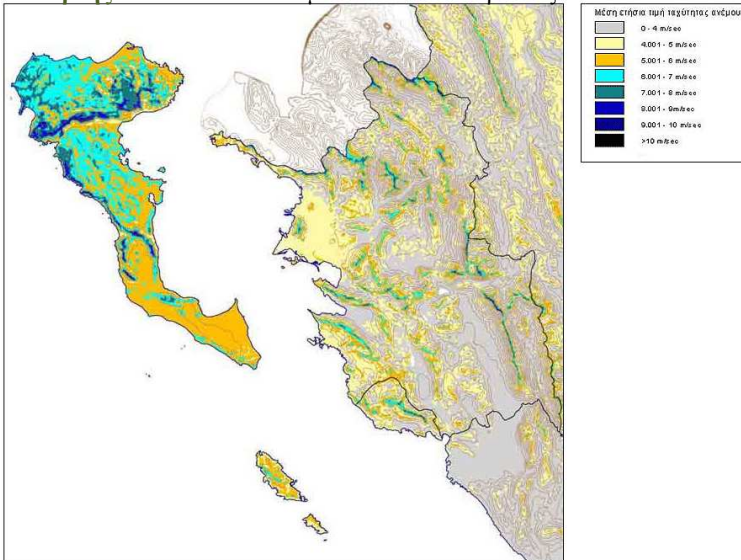 Μέση ετήσια τιμή ταχύτητας ανέμου
0 - 4 m/sec
4.001 - 5 m/sec
5.001 - 6 m/sec
6.001 - 7 m/sec
7.001 - 8 m/sec
8.001 - 9m/sec
9.001 - 10 m/sec
>10 m/sec